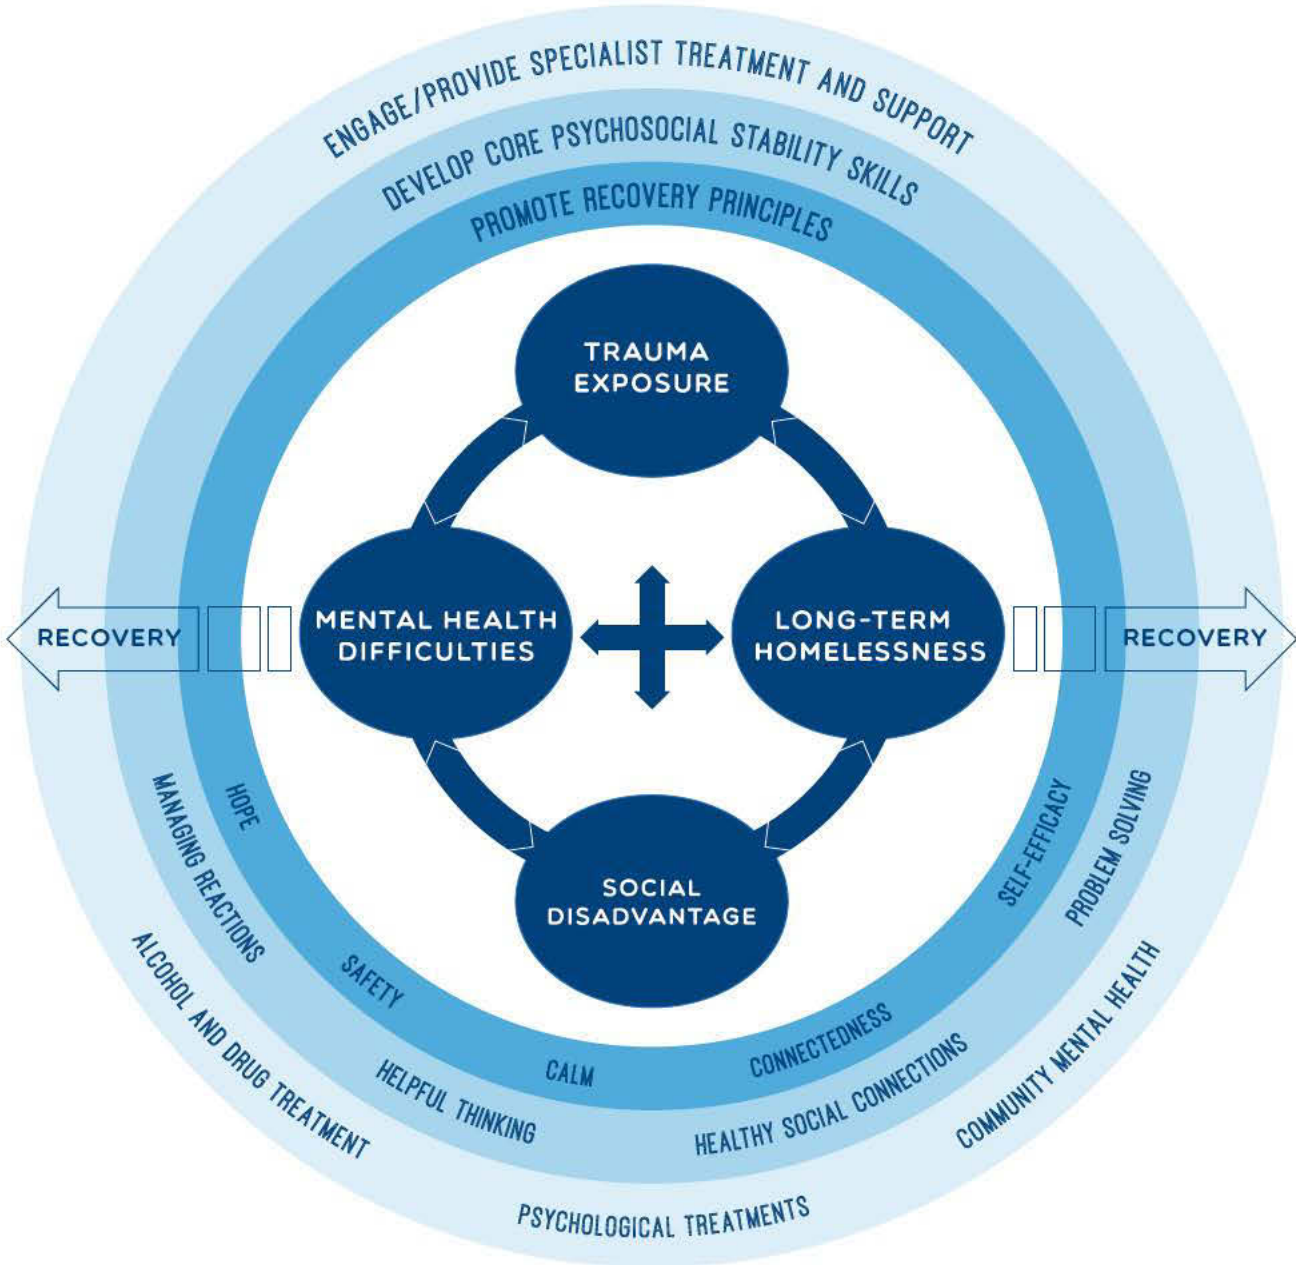 ENGAGE/PROVIDE SPECIALIST TREATMENT AND SUPPORT
DEVELOP CORE PSYCHOSOCIAL STABILITY SKILLS
PROMOTE RECOVERY PRINCIPLES
TRAUMA
EXPOSURE
RECOVERY
MENTAL HEALTH
DIFFICULTIES
LONG-TERM
HOMELESSNESS
RECOVERY
SOCIAL
DISADVANTAGE
HOPE
SAFETY
CALM
CONNECTEDNESS
SELF-EFFICACY
MANAGING REACTIONS
HELPFUL THINKING
HEALTHY SOCIAL CONNECTIONS
PROBLEM SOLVING
ALCOHOL AND DRUG TREATMENT
PSYCHOLOGICAL TREATMENTS
COMMUNITY MENTAL HEALTH